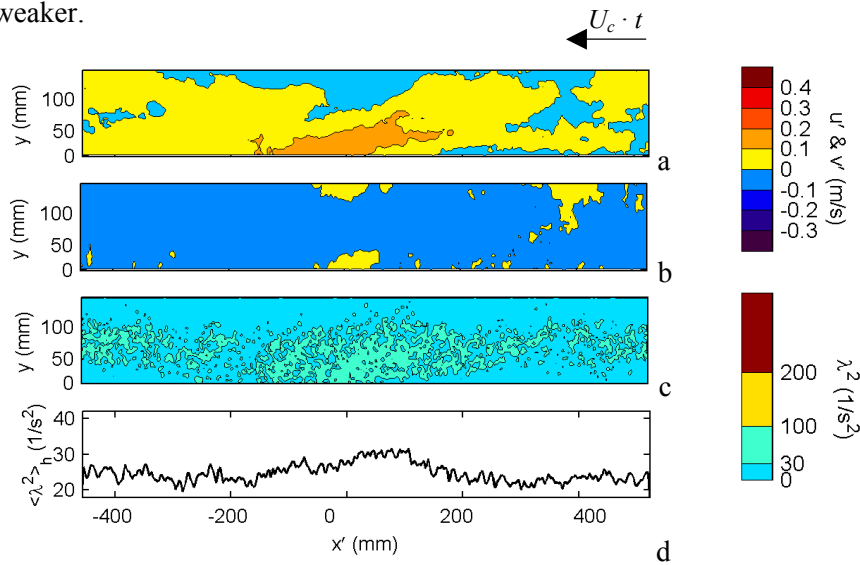 weaker.
U_c · t
y (mm)
100
50
0
a
y (mm)
100
50
0
b
y (mm)
100
50
0
c
<λ²>_h (1/s²)
40
30
20
-400 -200 0 200 400
x' (mm)
d
0.4
0.3
0.2
0.1
0
-0.1
-0.2
-0.3
u' & v' (m/s)
200
100
30
0
λ² (1/s²)